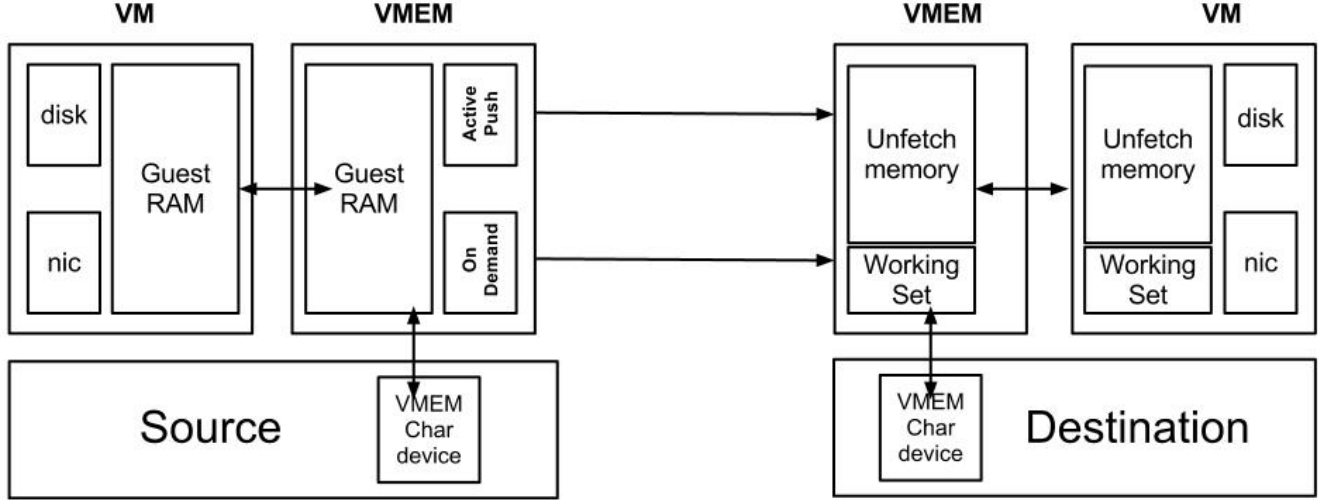 VM
VMEM
disk
nic
Guest
RAM
Guest
RAM
Active
Push
On
Demand
Source
VMEM
Char
device
VMEM
VM
Unfetch
memory
Working
Set
Unfetch
memory
Working
Set
disk
nic
VMEM
Char
device
Destination